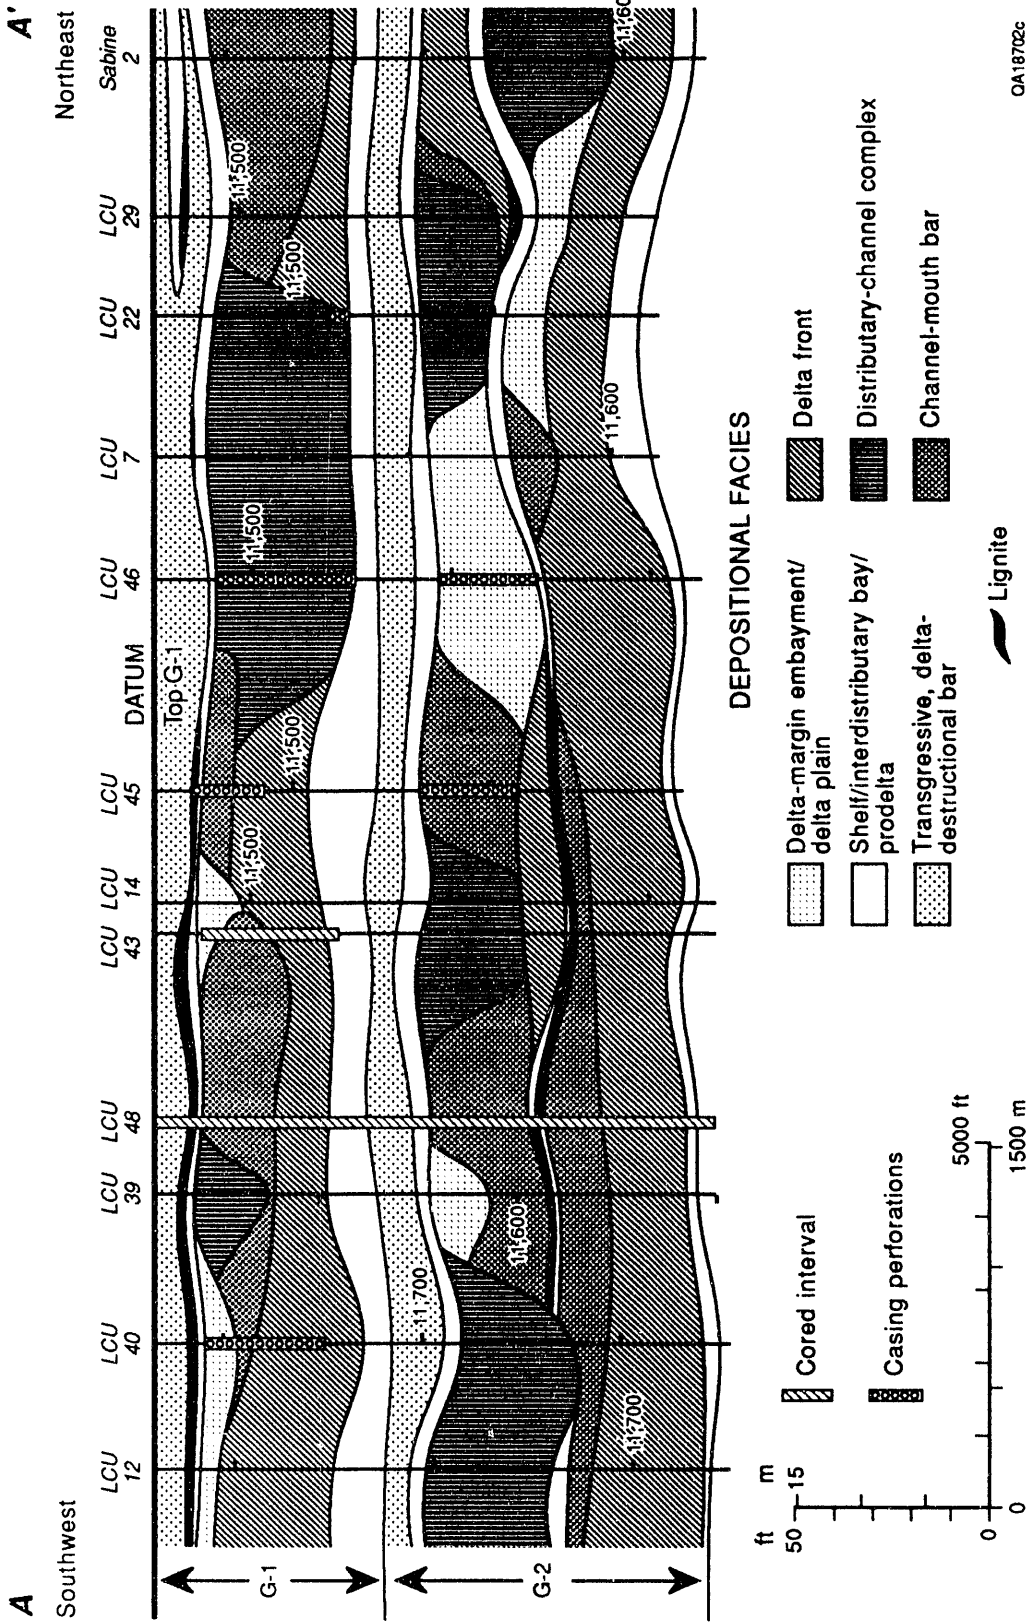 A
Southwest
A'
Northeast
LCU
12
LCU
40
LCU
39
LCU
48
LCU
43
LCU
14
LCU
45
DATUM
LCU
46
LCU
7
LCU
22
LCU
29
Sabine
2
Top G-1
11,500
11,500
11,500
11,500
11,500
G-1
11,700
11,600
11,600
11,60
11,700
G-2
ft
m
50
15
0
0
5000 ft
1500 m
Cored interval
Casing perforations
DEPOSITIONAL FACIES
Delta-margin embayment/
delta plain
Shelf/interdistributary bay/
prodelta
Transgressive, delta-
destructional bar
Delta front
Distributary-channel complex
Channel-mouth bar
Lignite
QA18702c